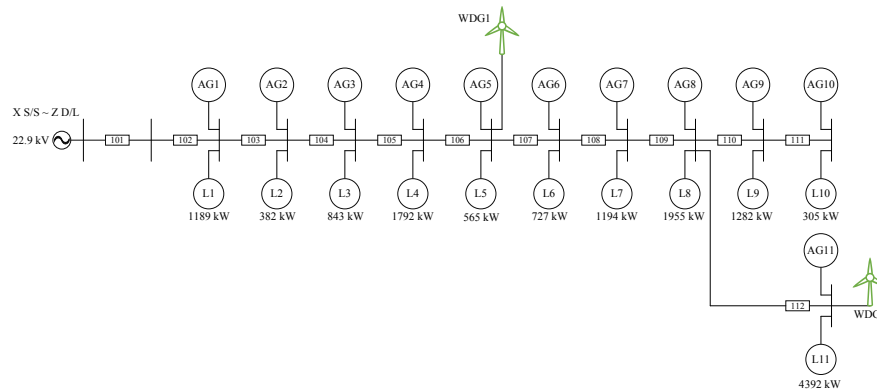 WDG1
AG1 AG2 AG3 AG4 AG5 AG6 AG7 AG8 AG9 AG10
X S/S ~ Z D/L
22.9 kV
101 102 103 104 105 106 107 108 109 110 111
L1 L2 L3 L4 L5 L6 L7 L8 L9 L10
1189 kW 382 kW 843 kW 1792 kW 565 kW 727 kW 1194 kW 1955 kW 1282 kW 305 kW
AG11
112
WDG
L11
4392 kW